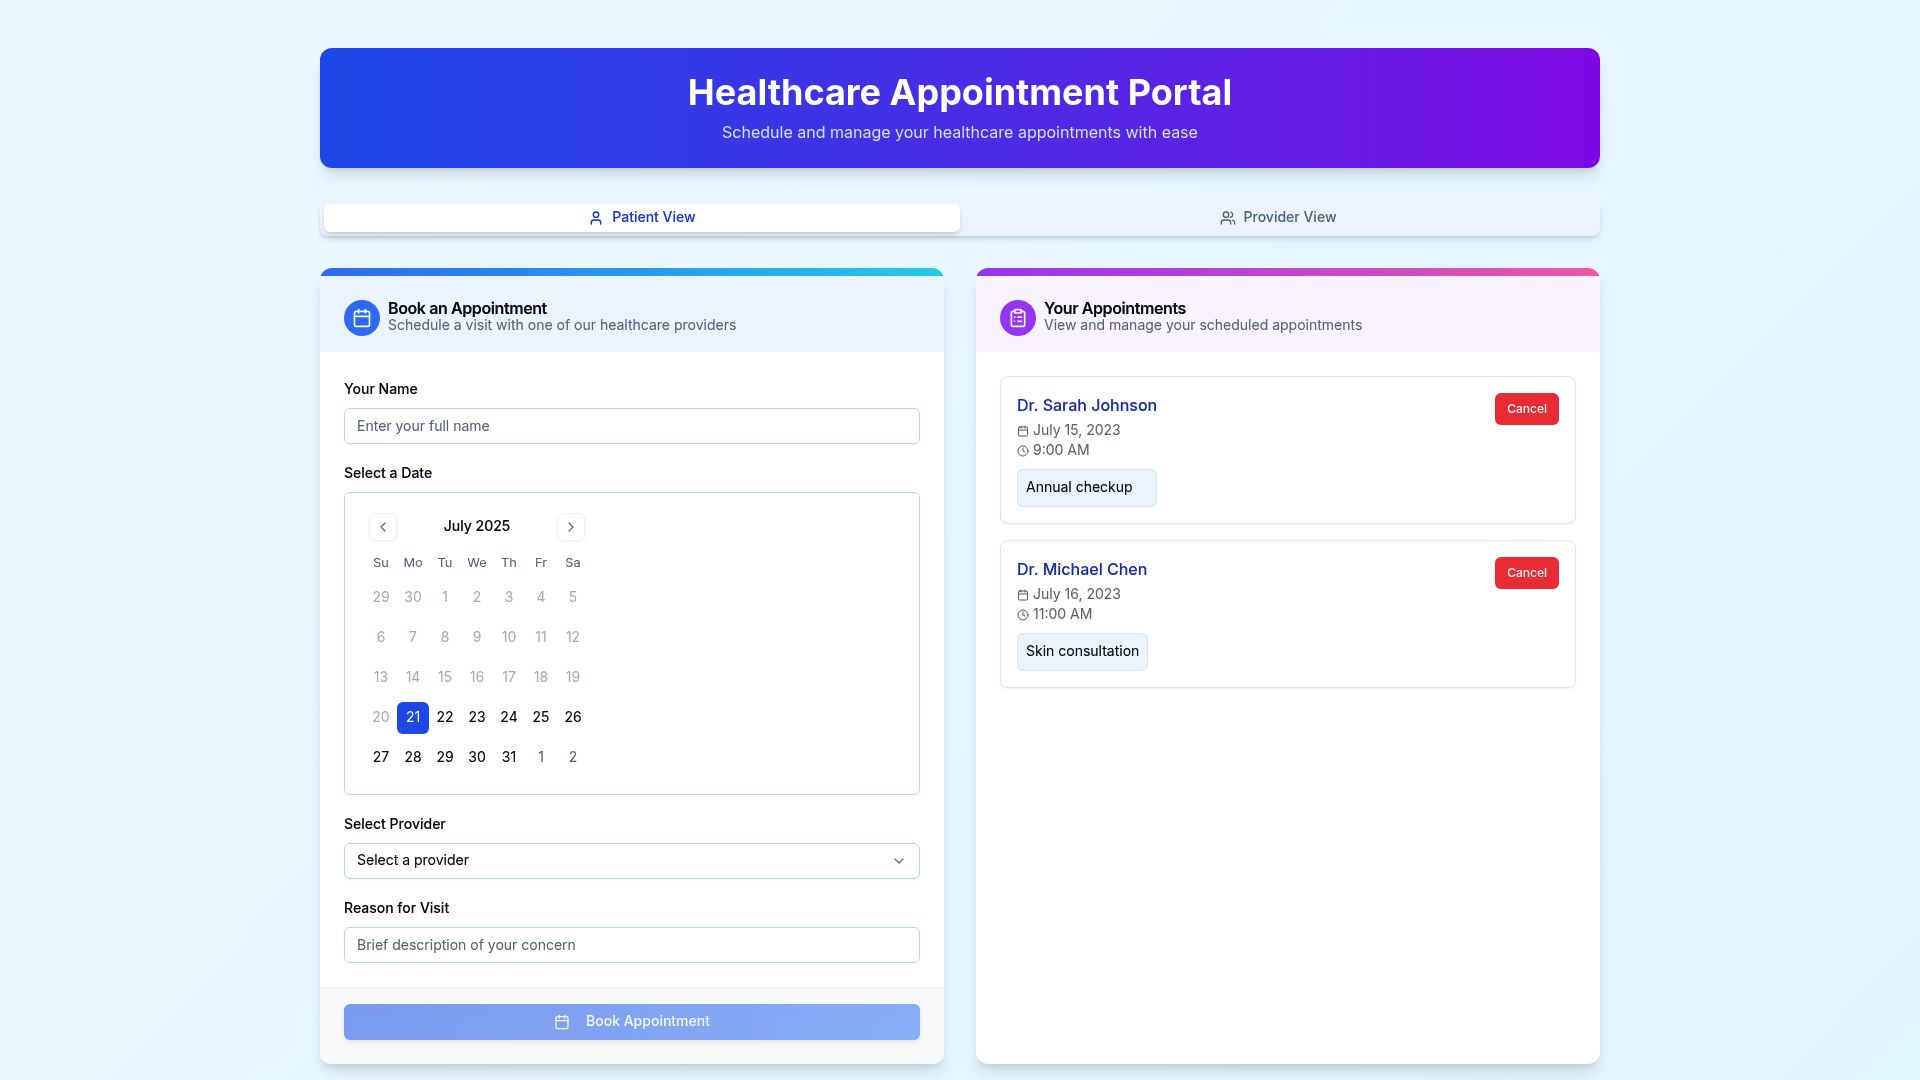 Healthcare Appointment Portal
Schedule and manage your healthcare appointments with ease
Patient View
Provider View
Book an Appointment
Schedule a visit with one of our healthcare providers
Your Name
Enter your full name
Select a Date
July 2025
Su Mo Tu We Th Fr Sa
29 30 1 2 3 4 5
6 7 8 9 10 11 12
13 14 15 16 17 18 19
20 21 22 23 24 25 26
27 28 29 30 31 1 2
Select Provider
Select a provider
Reason for Visit
Brief description of your concern
Book Appointment
Your Appointments
View and manage your scheduled appointments
Dr. Sarah Johnson
Cancel
July 15, 2023
9:00 AM
Annual checkup
Dr. Michael Chen
Cancel
July 16, 2023
11:00 AM
Skin consultation